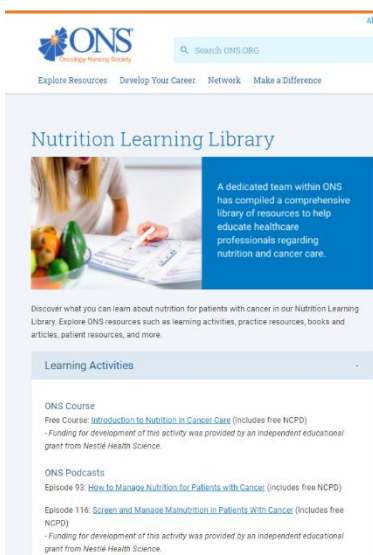 ONS
Oncology Nursing Society
Search ONS.ORG
Explore Resources Develop Your Career Network Make a Difference
Nutrition Learning Library
A dedicated team within ONS
has compiled a comprehensive
library of resources to help
educate healthcare
professionals regarding
nutrition and cancer care.
Discover what you can learn about nutrition for patients with cancer in our Nutrition Learning
Library. Explore ONS resources such as learning activities, practice resources, books and
articles, patient resources, and more.
Learning Activities -
ONS Course
Free Course: Introduction to Nutrition in Cancer Care (includes free NCPD)
- Funding for development of this activity was provided by an independent educational
grant from Nestlé Health Science.
ONS Podcasts
Episode 93: How to Manage Nutrition for Patients with Cancer (includes free NCPD)
Episode 116: Screen and Manage Malnutrition in Patients With Cancer (includes free
NCPD)
- Funding for development of this activity was provided by an independent educational
grant from Nestlé Health Science.